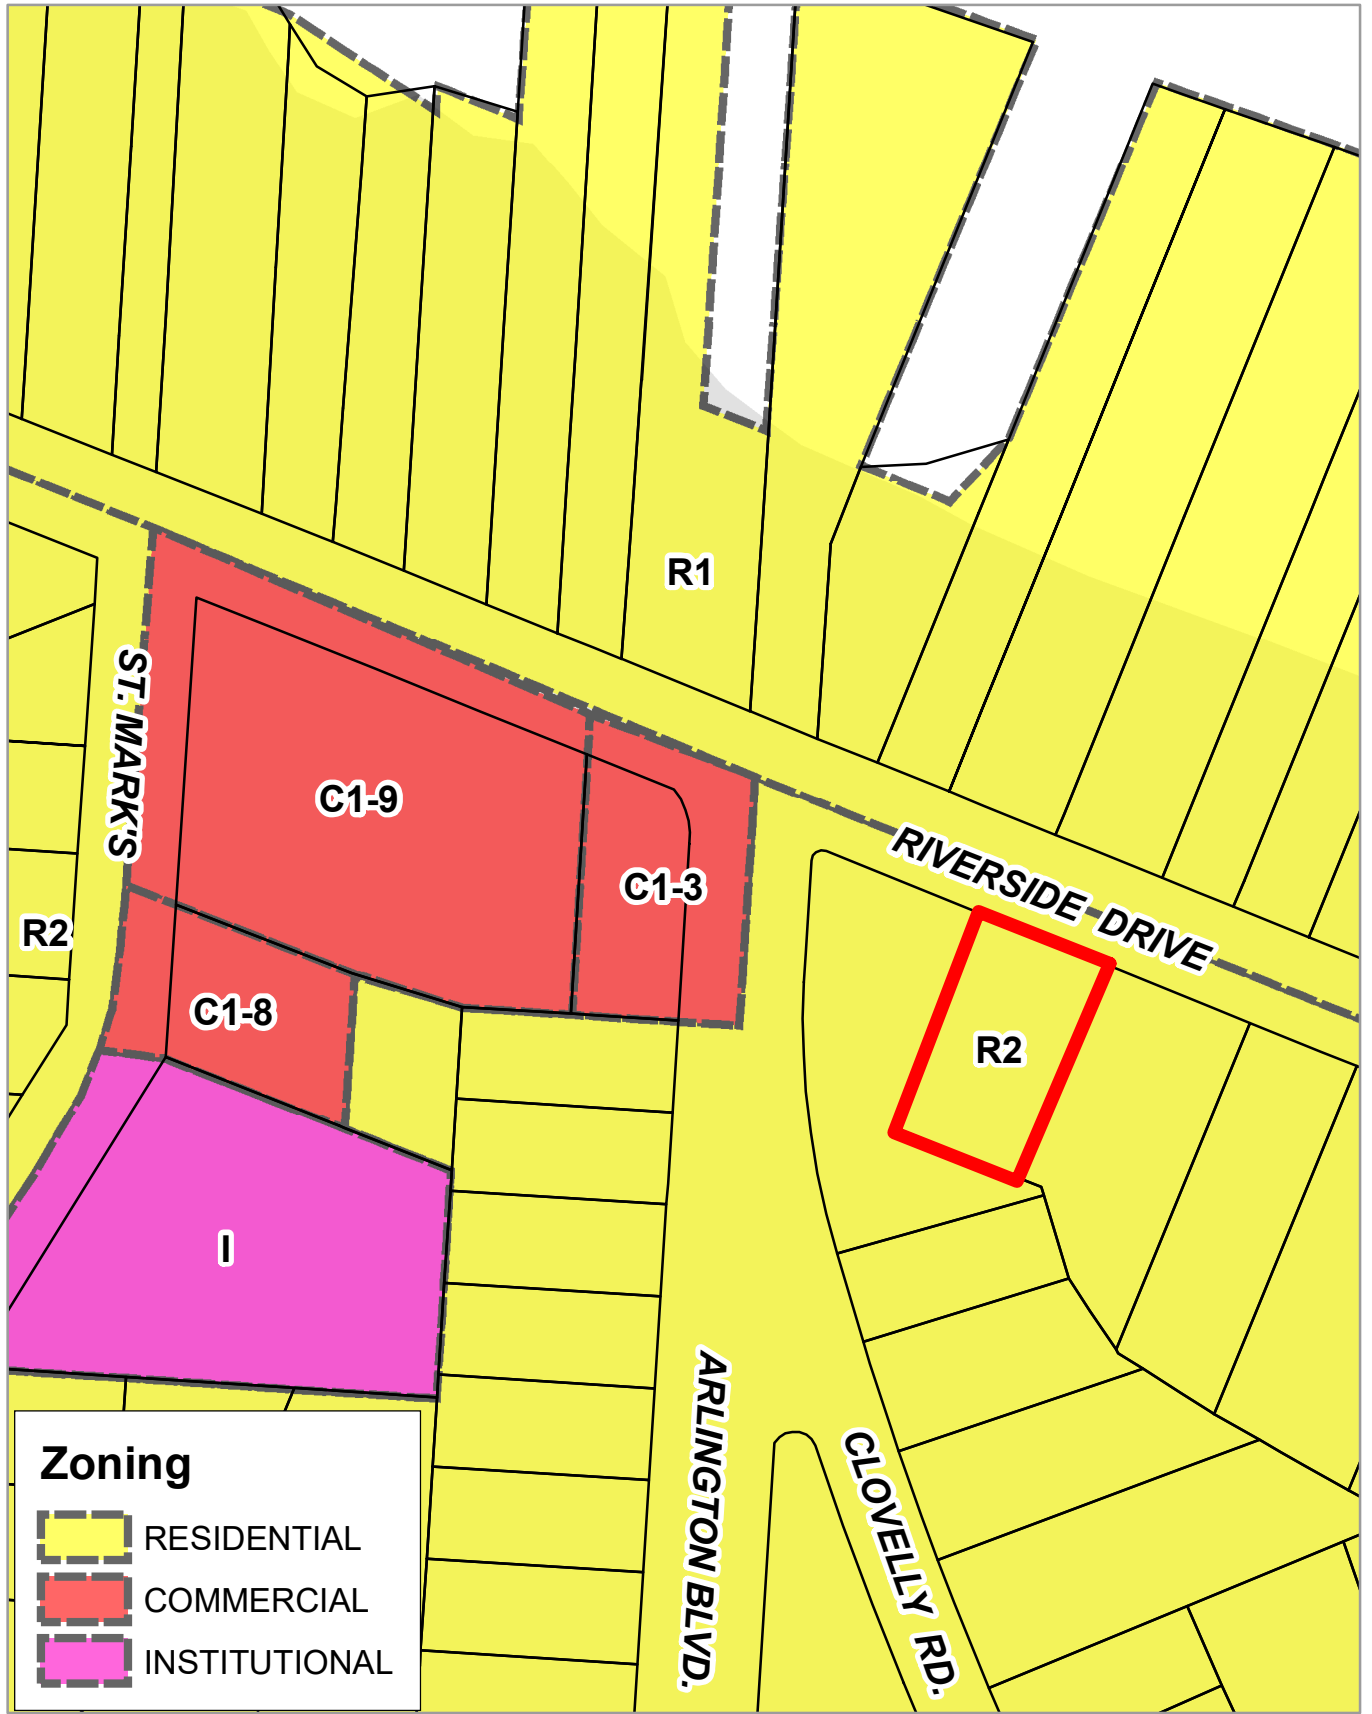 R1
ST. MARK'S
C1-9
C1-3
RIVERSIDE DRIVE
R2
C1-8
R2
I
ARLINGTON BLVD.
CLOVELLY RD.
Zoning
RESIDENTIAL
COMMERCIAL
INSTITUTIONAL